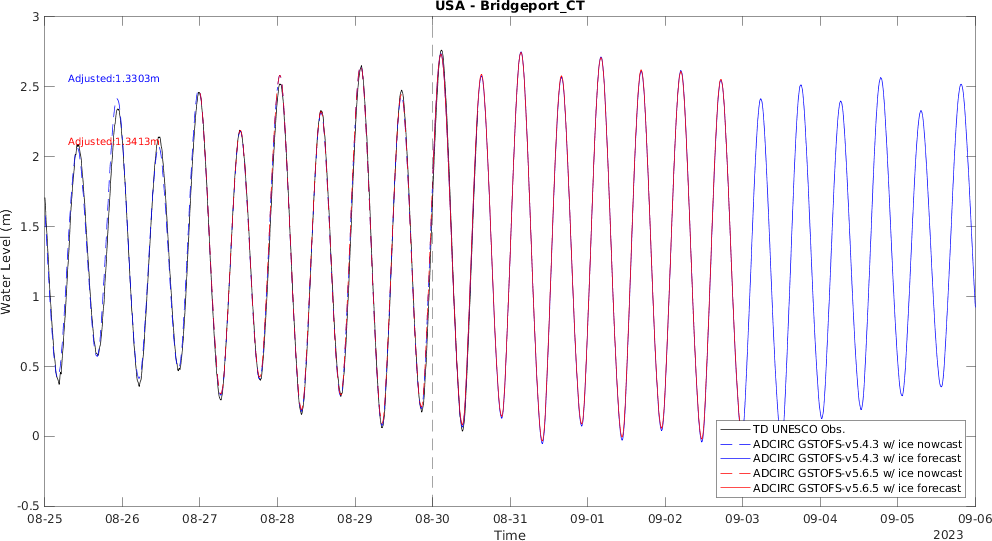 USA - Bridgeport_CT
3
2.5
2
1.5
1
0.5
0
-0.5
Water Level (m)
Adjusted:1.3303m
Adjusted:1.3413m
TD UNESCO Obs.
ADCIRC GSTOFS-v5.4.3 w/ ice nowcast
ADCIRC GSTOFS-v5.4.3 w/ ice forecast
ADCIRC GSTOFS-v5.6.5 w/ ice nowcast
ADCIRC GSTOFS-v5.6.5 w/ ice forecast
08-25 08-26 08-27 08-28 08-29 08-30 08-31 09-01 09-02 09-03 09-04 09-05 09-06
Time
2023